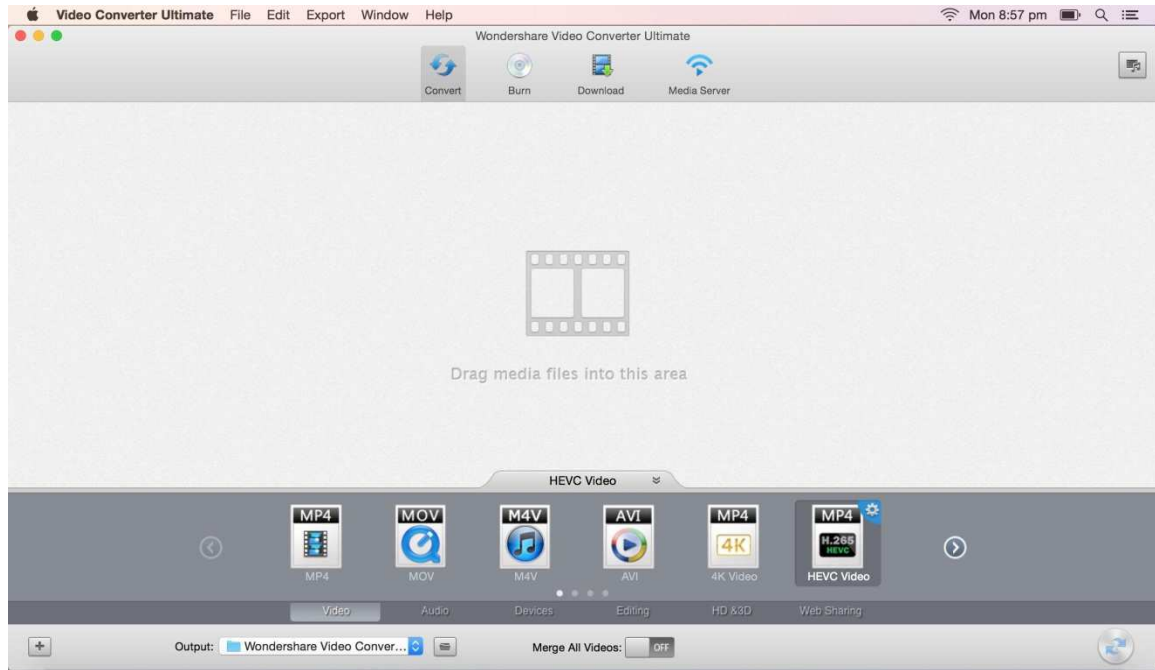 Video Converter Ultimate File Edit Export Window Help Mon 8:57 pm
Wondershare Video Converter Ultimate
Convert Burn Download Media Server
Drag media files into this area
HEVC Video
MP4 MOV M4V AVI MP4 MP4
4K H.265
HEVC
MP4 MOV M4V AVI 4K Video HEVC Video
Video Audio Devices Editing HD &3D Web Sharing
Output: Wondershare Video Conver... Merge All Videos: OFF